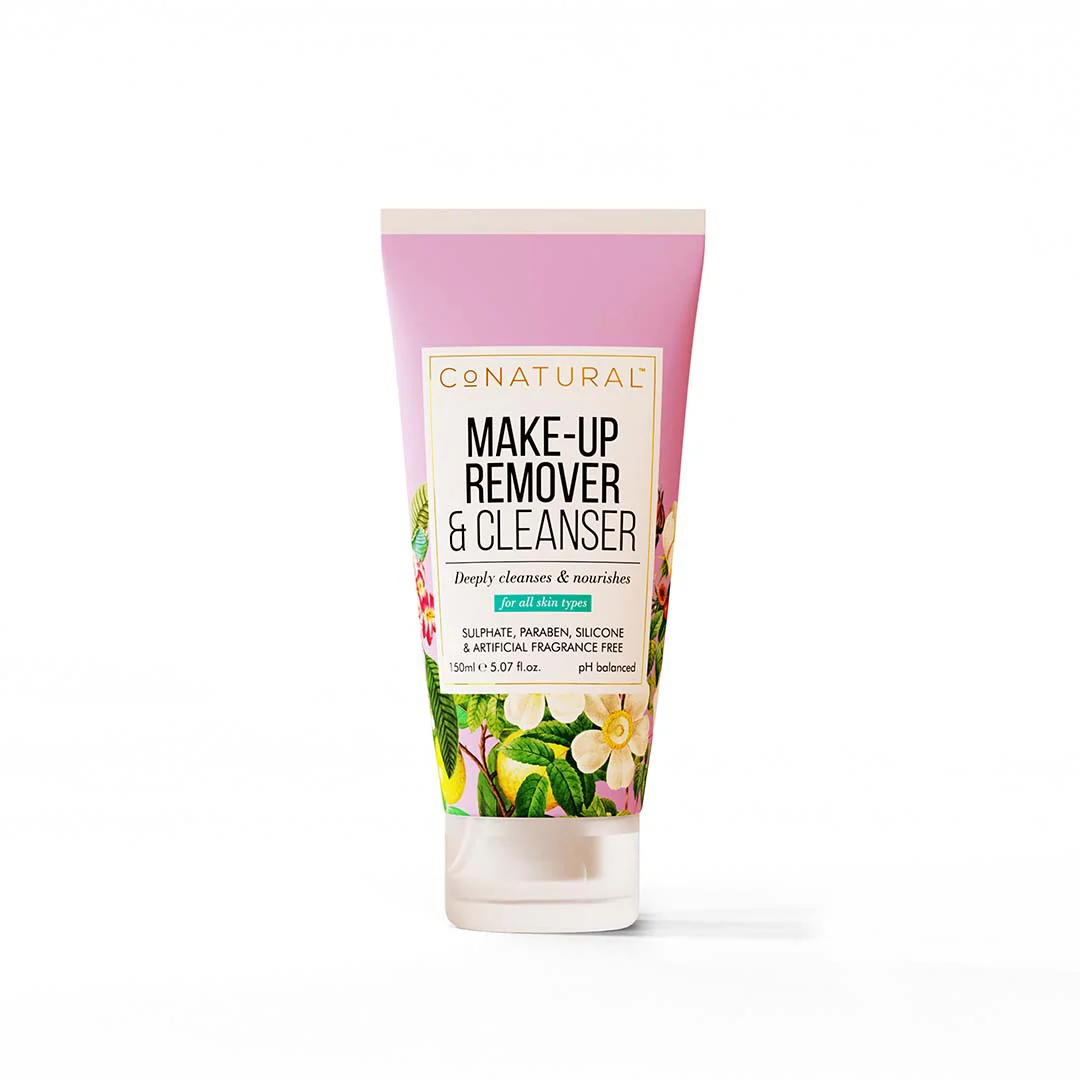 CoNATURAL™
MAKE-UP
REMOVER
& CLEANSER
Deeply cleanses & nourishes
for all skin types
SULPHATE, PARABEN, SILICONE
& ARTIFICIAL FRAGRANCE FREE
150ml ℮ 5.07 fl.oz. pH balanced